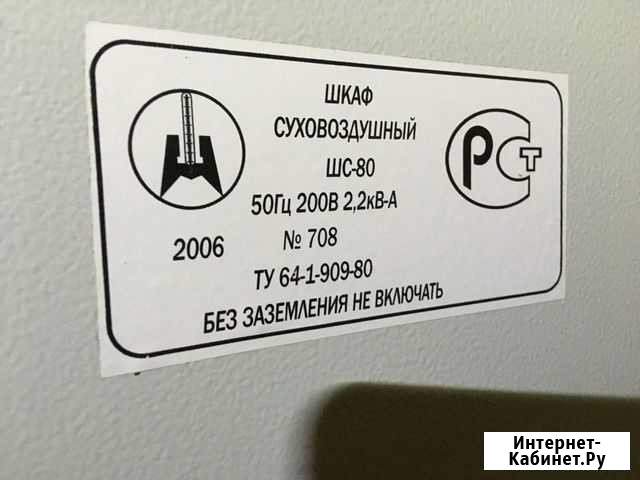 ШКАФ
СУХОВОЗДУШНЫЙ
ШС-80
50Гц 200В 2,2кВ-А
2006
№ 708
ТУ 64-1-909-80
БЕЗ ЗАЗЕМЛЕНИЯ НЕ ВКЛЮЧАТЬ
РСТ
Интернет-
Кабинет.Ру